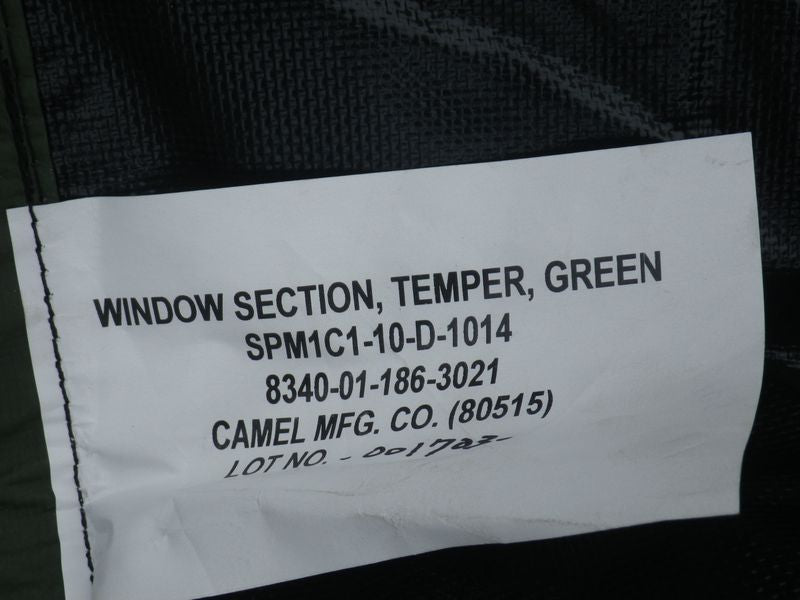 WINDOW SECTION, TEMPER, GREEN
SPM1C1-10-D-1014
8340-01-186-3021
CAMEL MFG. CO. (80515)
LOT NO.